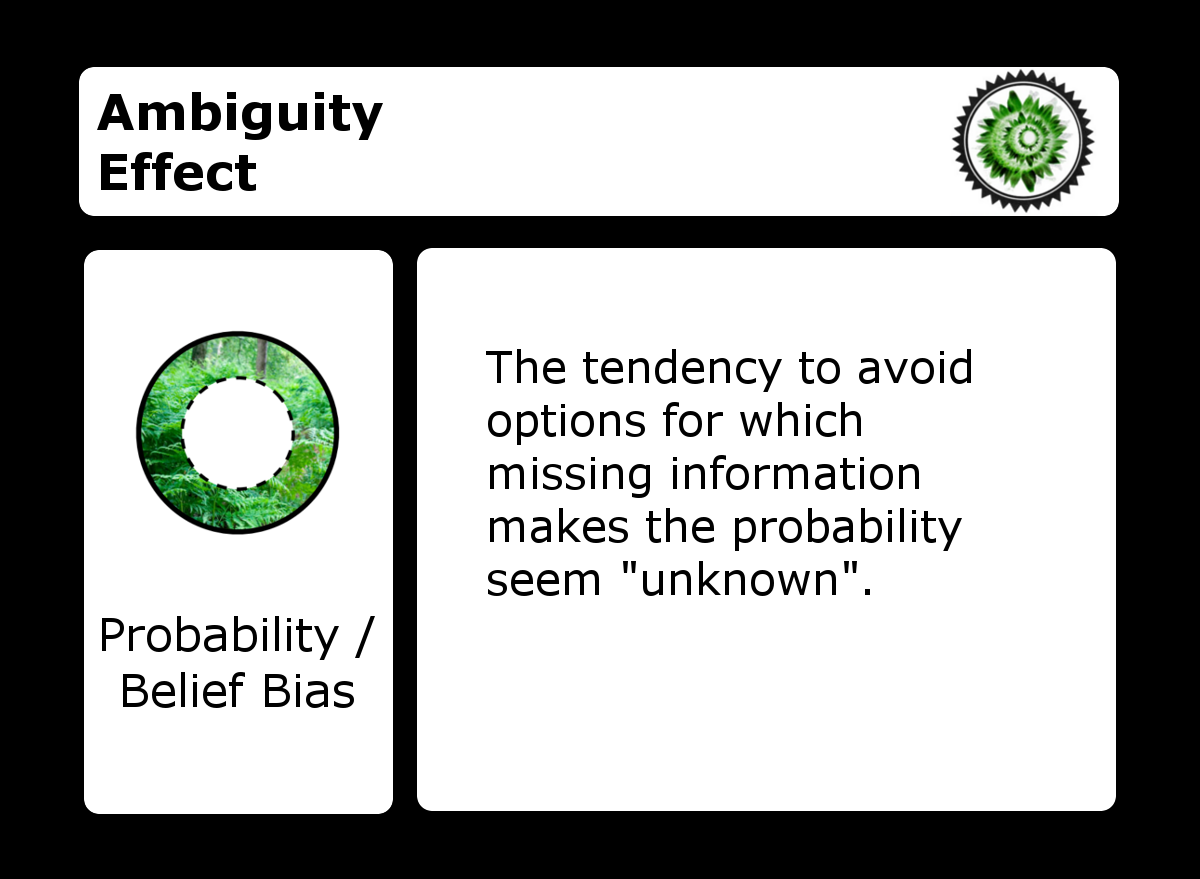 Ambiguity
Effect
Probability /
Belief Bias
The tendency to avoid
options for which
missing information
makes the probability
seem "unknown".